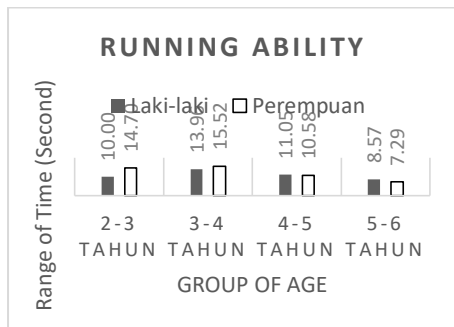 RUNNING ABILITY
Laki-laki Perempuan
Range of Time (Second)
10.00 14.70 13.96 15.52 11.05 10.58 8.57 7.29
2-3 3-4 4-5 5-6
TAHUN TAHUN TAHUN TAHUN
GROUP OF AGE